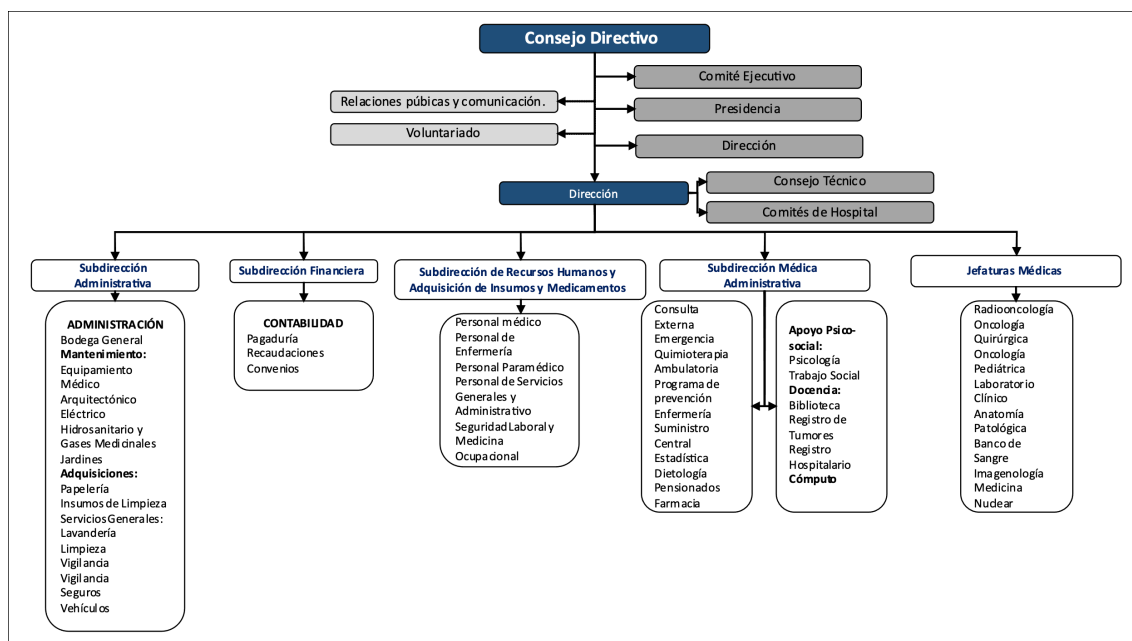 Consejo Directivo
Comité Ejecutivo
Relaciones púbicas y comunicación.
Presidencia
Voluntariado
Dirección
Dirección
Consejo Técnico
Comités de Hospital
Subdirección
Administrativa
ADMINISTRACIÓN
Bodega General
Mantenimiento:
Equipamiento
Médico
Arquitectónico
Eléctrico
Hidrosanitario y
Gases Medicinales
Jardines
Adquisiciones:
Papelería
Insumos de Limpieza
Servicios Generales:
Lavandería
Limpieza
Vigilancia
Vigilancia
Seguros
Vehículos
Subdirección Financiera
CONTABILIDAD
Pagaduría
Recaudaciones
Convenios
Subdirección de Recursos Humanos y
Adquisición de Insumos y Medicamentos
Personal médico
Personal de
Enfermería
Personal Paramédico
Personal de Servicios
Generales y
Administrativo
Seguridad Laboral y
Medicina
Ocupacional
Subdirección Médica
Administrativa
Consulta
Externa
Emergencia
Quimioterapia
Ambulatoria
Programa de
prevención
Enfermería
Suministro
Central
Estadística
Dietología
Pensionados
Farmacia
Apoyo Psico-
social:
Psicología
Trabajo Social
Docencia:
Biblioteca
Registro de
Tumores
Registro
Hospitalario
Cómputo
Jefaturas Médicas
Radiooncología
Oncología
Quirúrgica
Oncología
Pediátrica
Laboratorio
Clínico
Anatomía
Patológica
Banco de
Sangre
Imagenología
Medicina
Nuclear